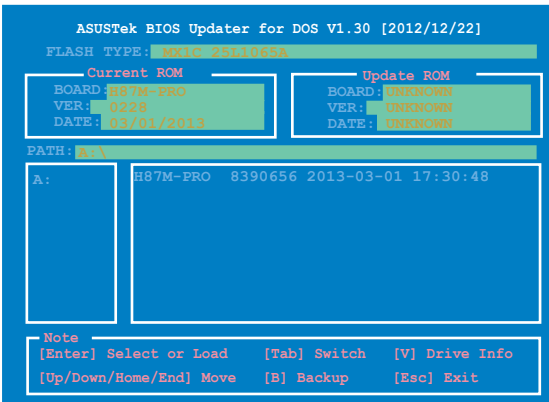 ASUSTek BIOS Updater for DOS V1.30 [2012/12/22]
FLASH TYPE: MX1C 25L1065A
Current ROM
BOARD: H87M-PRO
VER: 0228
DATE: 03/01/2013
Update ROM
BOARD: UNKNOWN
VER: UNKNOWN
DATE: UNKNOWN
PATH: A:\
A:
H87M-PRO 8390656 2013-03-01 17:30:48
Note
[Enter] Select or Load [Tab] Switch [V] Drive Info
[Up/Down/Home/End] Move [B] Backup [Esc] Exit